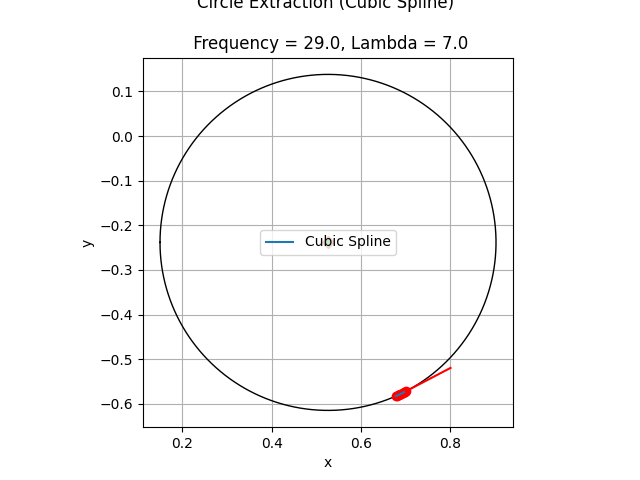 Circle Extraction (Cubic Spline)
Frequency = 29.0, Lambda = 7.0
0.1
0.0
−0.1
−0.2
−0.3
−0.4
−0.5
−0.6
y
Cubic Spline
0.2 0.4 0.6 0.8
x